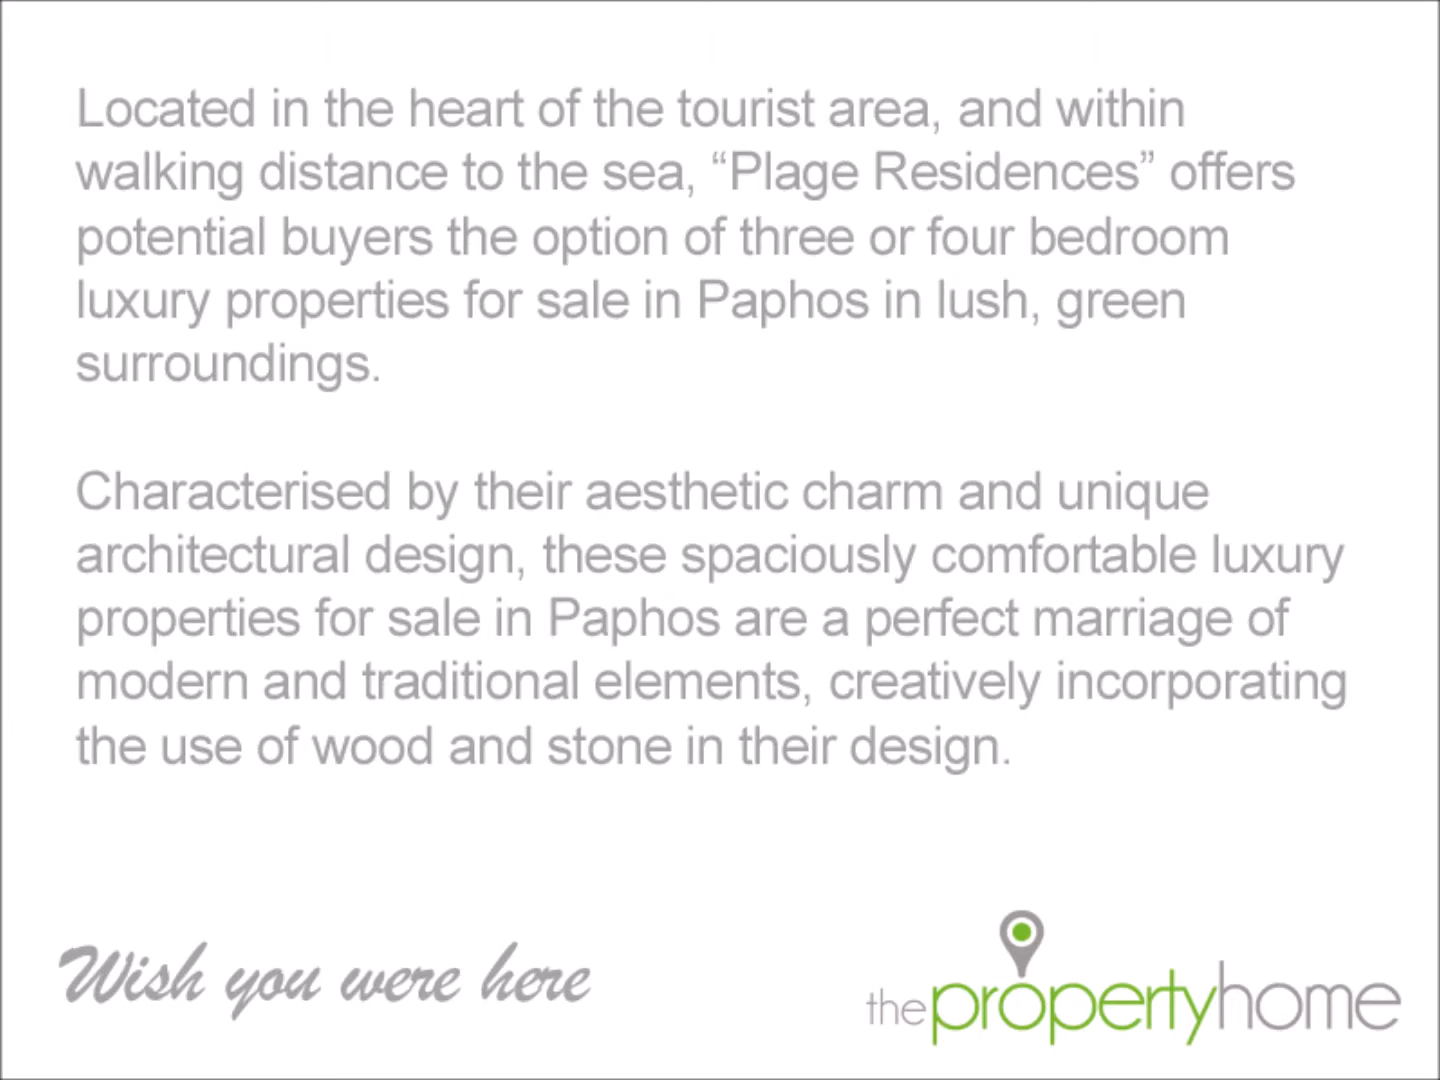 Located in the heart of the tourist area, and within
walking distance to the sea, “Plage Residences” offers
potential buyers the option of three or four bedroom
luxury properties for sale in Paphos in lush, green
surroundings.
Characterised by their aesthetic charm and unique
architectural design, these spaciously comfortable luxury
properties for sale in Paphos are a perfect marriage of
modern and traditional elements, creatively incorporating
the use of wood and stone in their design.
Wish you were here
thepropertyhome